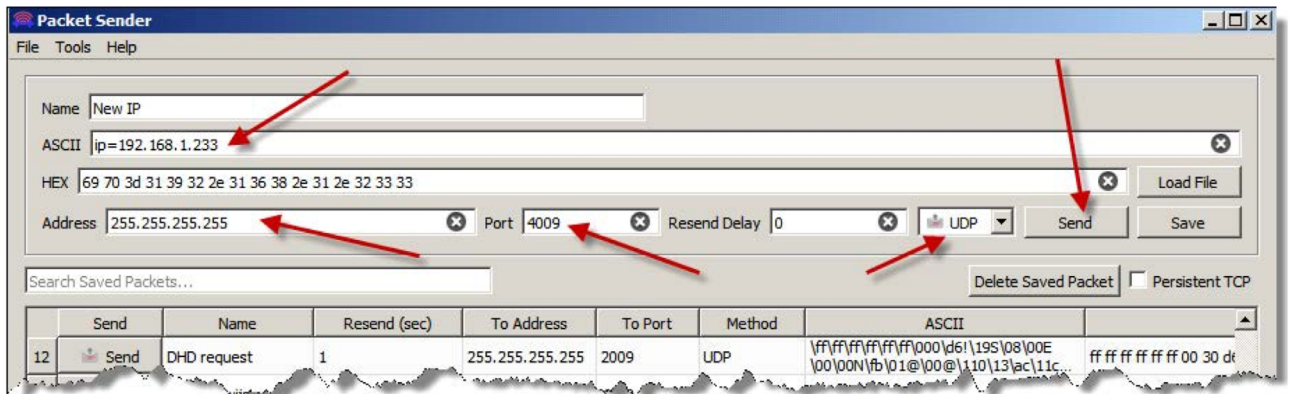 Packet Sender
File Tools Help
Name New IP
ASCII ip=192.168.1.233
HEX 69 70 3d 31 39 32 2e 31 36 38 2e 31 2e 32 33 33 Load File
Address 255.255.255.255 Port 4009 Resend Delay 0 UDP Send Save
Search Saved Packets... Delete Saved Packet Persistent TCP
Send Name Resend (sec) To Address To Port Method ASCII
12 Send DHD request 1 255.255.255.255 2009 UDP \ff\ff\ff\ff\ff\ff\000\d6!\19S\08\00E ff ff ff ff ff ff 00 30 d6
\00\00N\fb\01@\00@\110\13\ac\11c...